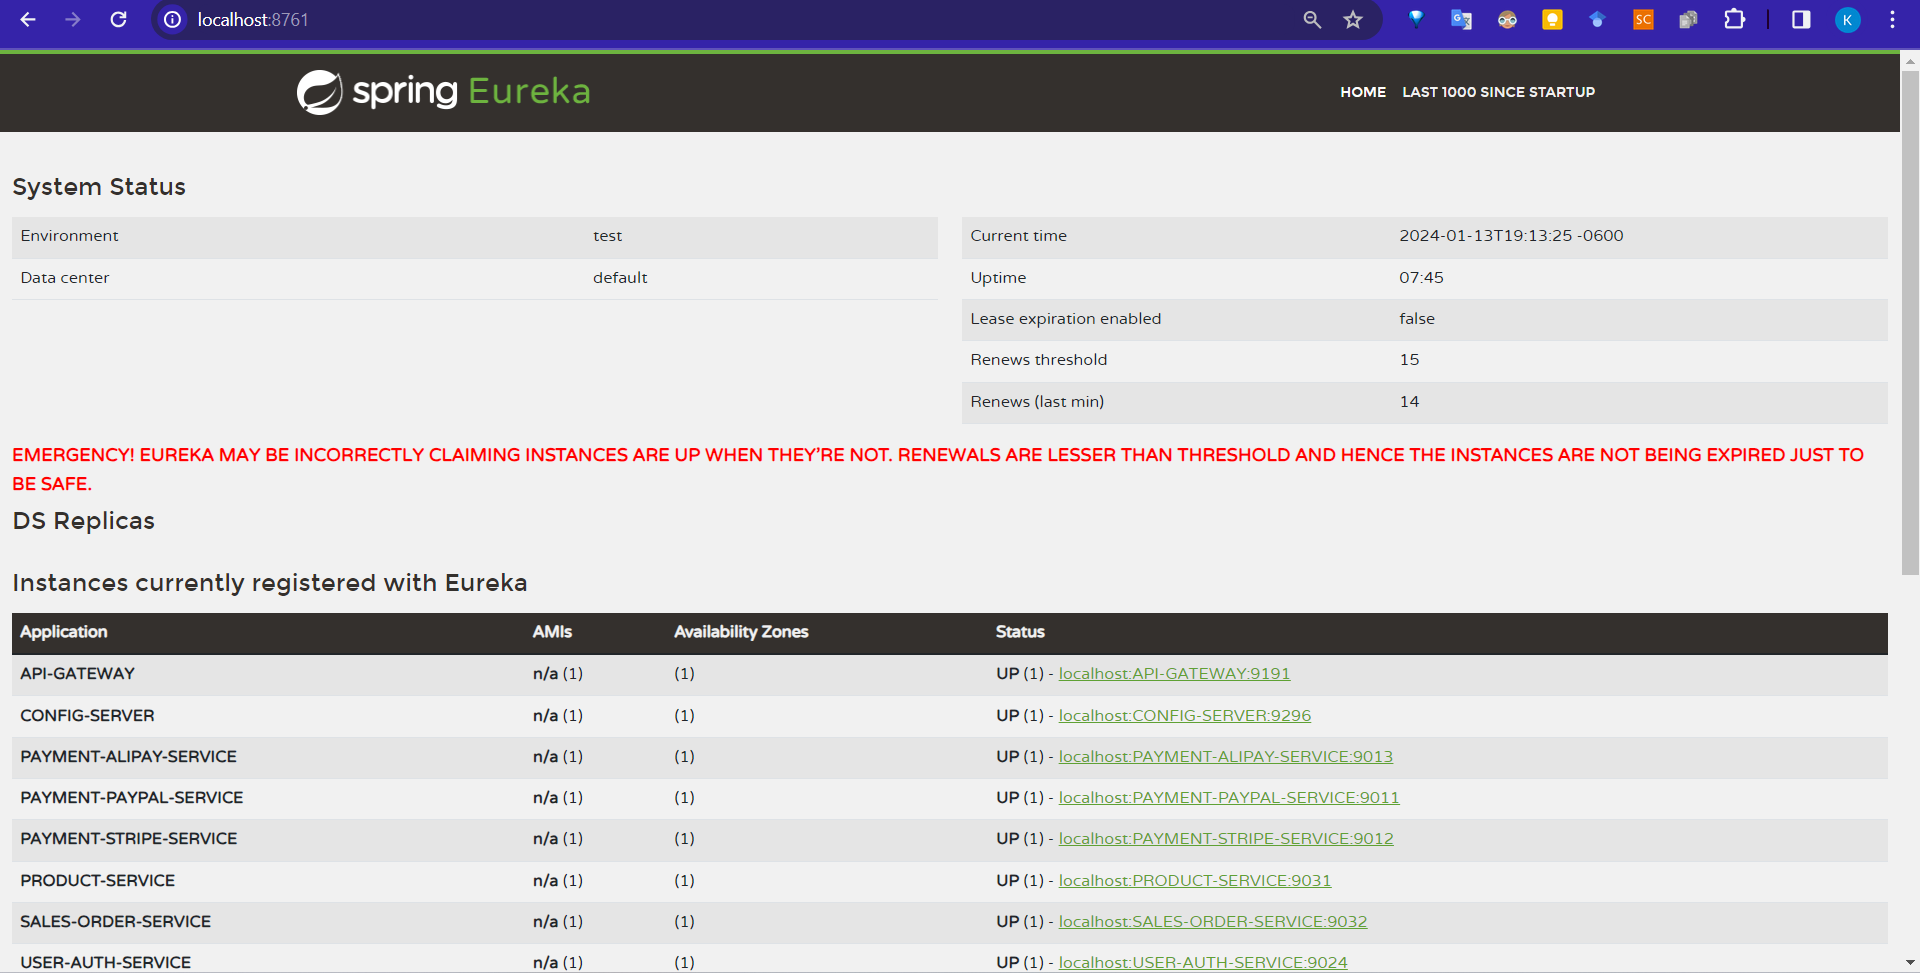 localhost:8761
SC
K
spring Eureka
HOME LAST 1000 SINCE STARTUP
System Status
Environment test
Data center default
Current time 2024-01-13T19:13:25 -0600
Uptime 07:45
Lease expiration enabled false
Renews threshold 15
Renews (last min) 14
EMERGENCY! EUREKA MAY BE INCORRECTLY CLAIMING INSTANCES ARE UP WHEN THEY'RE NOT. RENEWALS ARE LESSER THAN THRESHOLD AND HENCE THE INSTANCES ARE NOT BEING EXPIRED JUST TO
BE SAFE.
DS Replicas
Instances currently registered with Eureka
Application AMIs Availability Zones Status
API-GATEWAY n/a (1) (1) UP (1) - localhost:API-GATEWAY:9191
CONFIG-SERVER n/a (1) (1) UP (1) - localhost:CONFIG-SERVER:9296
PAYMENT-ALIPAY-SERVICE n/a (1) (1) UP (1) - localhost:PAYMENT-ALIPAY-SERVICE:9013
PAYMENT-PAYPAL-SERVICE n/a (1) (1) UP (1) - localhost:PAYMENT-PAYPAL-SERVICE:9011
PAYMENT-STRIPE-SERVICE n/a (1) (1) UP (1) - localhost:PAYMENT-STRIPE-SERVICE:9012
PRODUCT-SERVICE n/a (1) (1) UP (1) - localhost:PRODUCT-SERVICE:9031
SALES-ORDER-SERVICE n/a (1) (1) UP (1) - localhost:SALES-ORDER-SERVICE:9032
USER-AUTH-SERVICE n/a (1) (1) UP (1) - localhost:USER-AUTH-SERVICE:9024